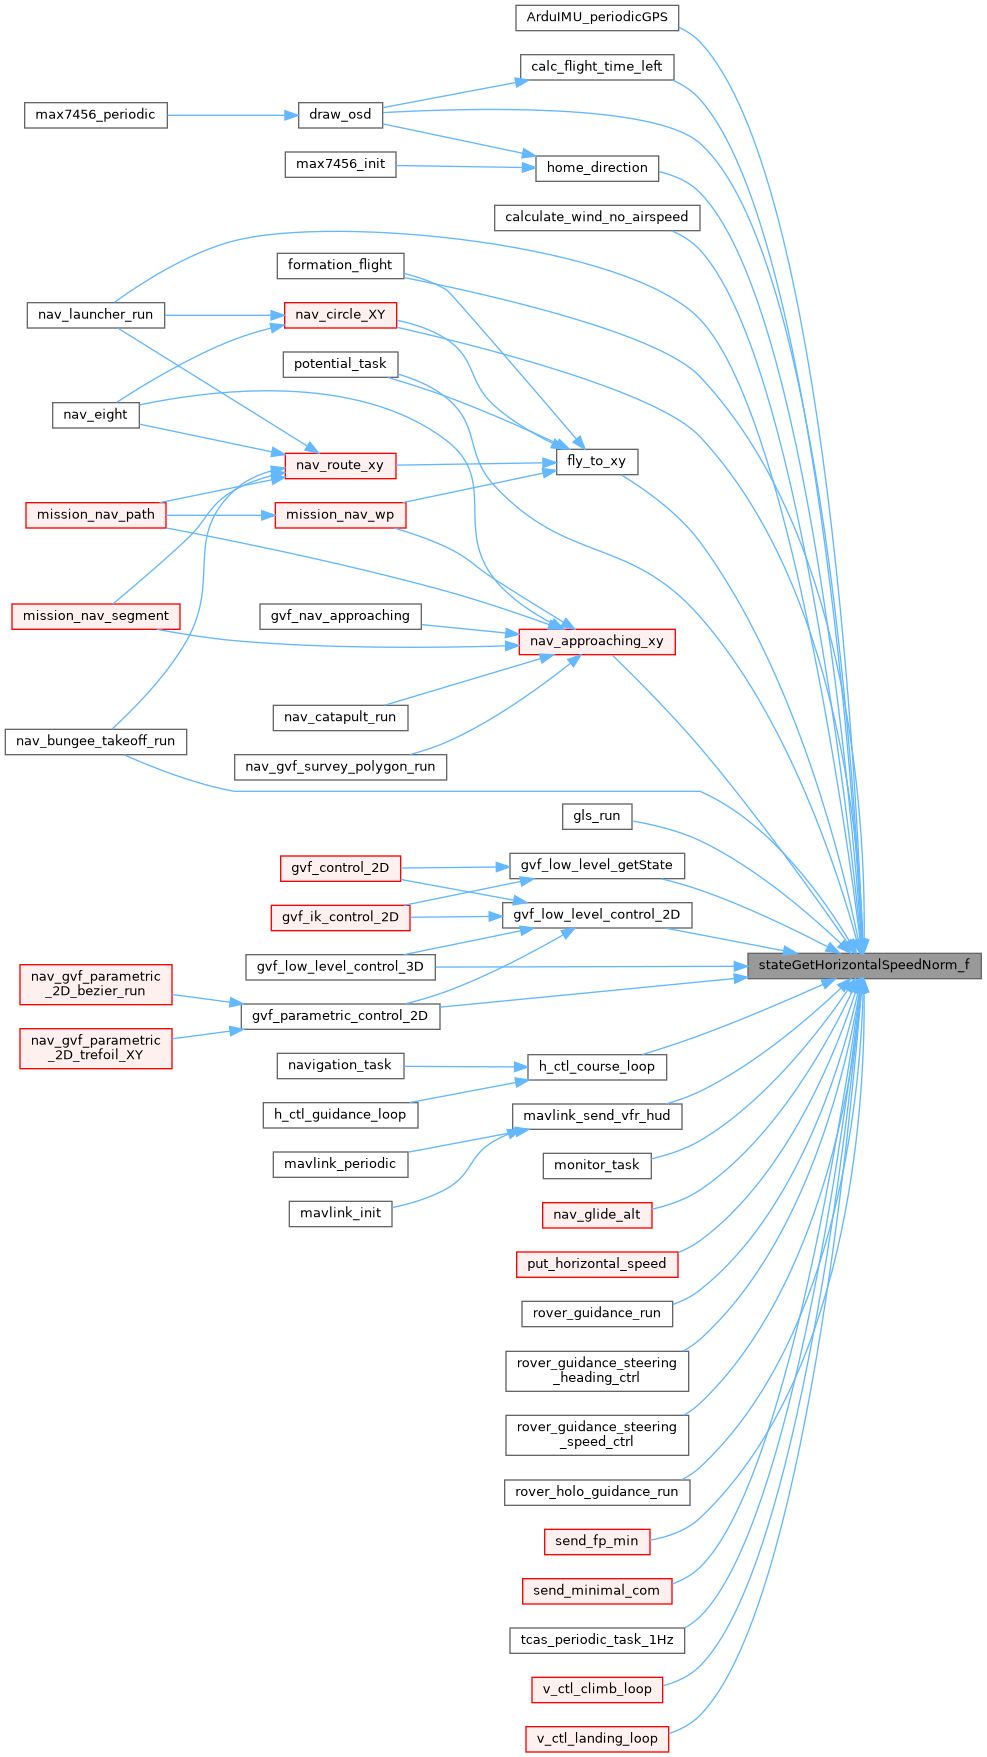 ArduIMU_periodicGPS
calc_flight_time_left
max7456_periodic
draw_osd
max7456_init
home_direction
calculate_wind_no_airspeed
formation_flight
nav_launcher_run
nav_circle_XY
potential_task
nav_eight
nav_route_xy
fly_to_xy
mission_nav_path
mission_nav_wp
mission_nav_segment
gvf_nav_approaching
nav_approaching_xy
nav_catapult_run
nav_bungee_takeoff_run
nav_gvf_survey_polygon_run
gls_run
gvf_control_2D
gvf_low_level_getState
gvf_ik_control_2D
gvf_low_level_control_2D
gvf_low_level_control_3D
stateGetHorizontalSpeedNorm_f
nav_gvf_parametric
_2D_bezier_run
gvf_parametric_control_2D
nav_gvf_parametric
_2D_trefoil_XY
navigation_task
h_ctl_course_loop
h_ctl_guidance_loop
mavlink_send_vfr_hud
mavlink_periodic
monitor_task
mavlink_init
nav_glide_alt
put_horizontal_speed
rover_guidance_run
rover_guidance_steering
_heading_ctrl
rover_guidance_steering
_speed_ctrl
rover_holo_guidance_run
send_fp_min
send_minimal_com
tcas_periodic_task_1Hz
v_ctl_climb_loop
v_ctl_landing_loop